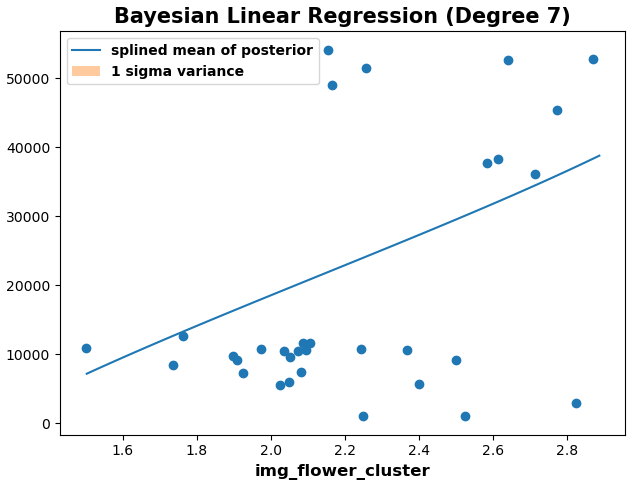 Bayesian Linear Regression (Degree 7)
splined mean of posterior
1 sigma variance
50000
40000
30000
20000
10000
0
1.6 1.8 2.0 2.2 2.4 2.6 2.8
img_flower_cluster